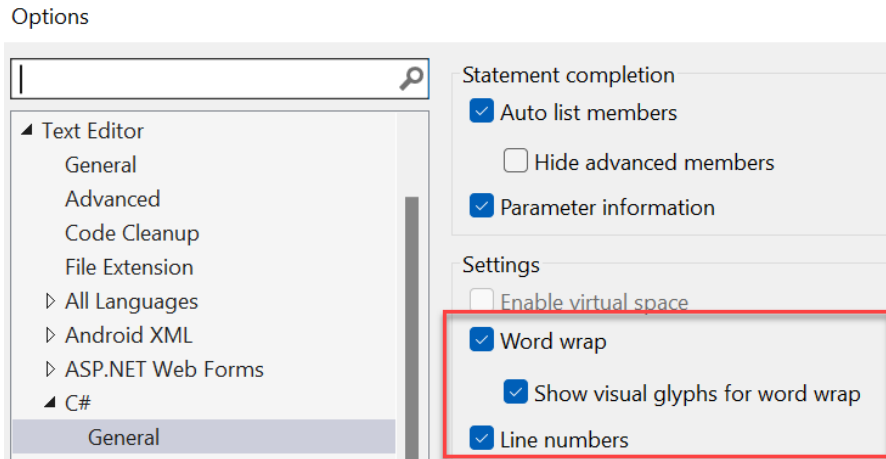 Options
Text Editor
General
Advanced
Code Cleanup
File Extension
All Languages
Android XML
ASP.NET Web Forms
C#
General
Statement completion
Auto list members
Hide advanced members
Parameter information
Settings
Enable virtual space
Word wrap
Show visual glyphs for word wrap
Line numbers